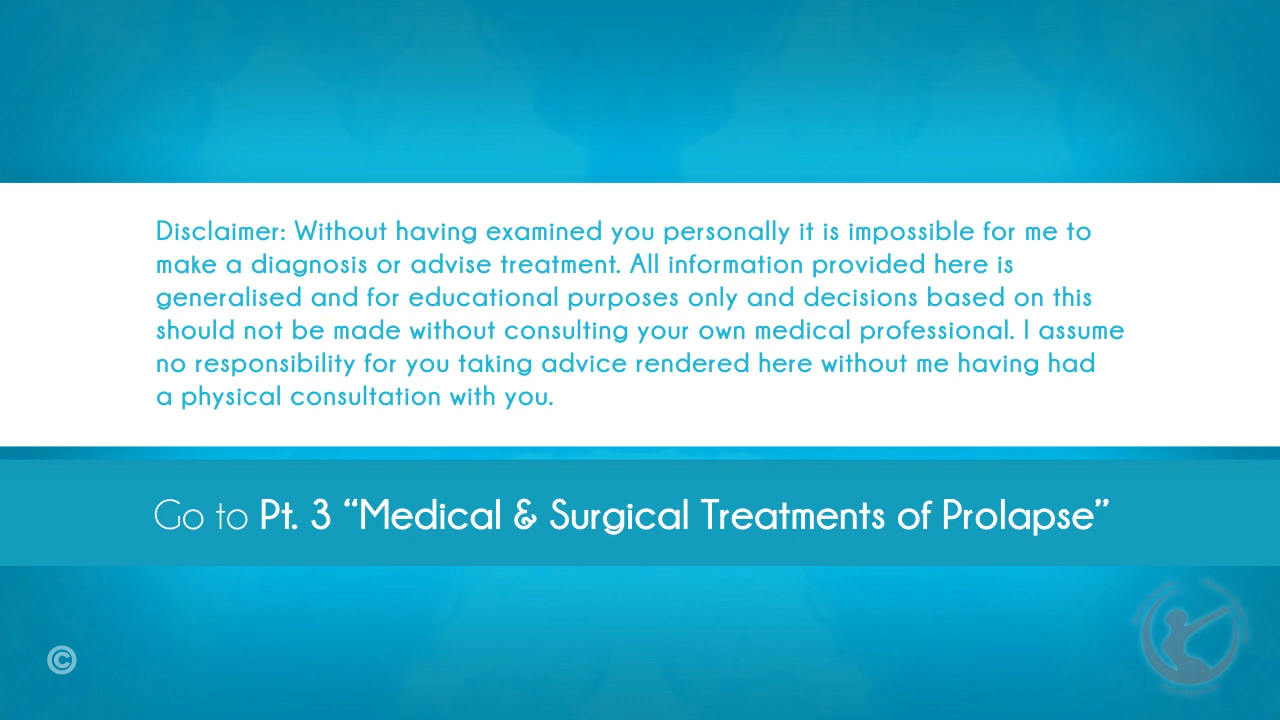 Disclaimer: Without having examined you personally it is impossible for me to
make a diagnosis or advise treatment. All information provided here is
generalised and for educational purposes only and decisions based on this
should not be made without consulting your own medical professional. I assume
no responsibility for you taking advice rendered here without me having had
a physical consultation with you.
Go to Pt. 3 “Medical & Surgical Treatments of Prolapse”
©